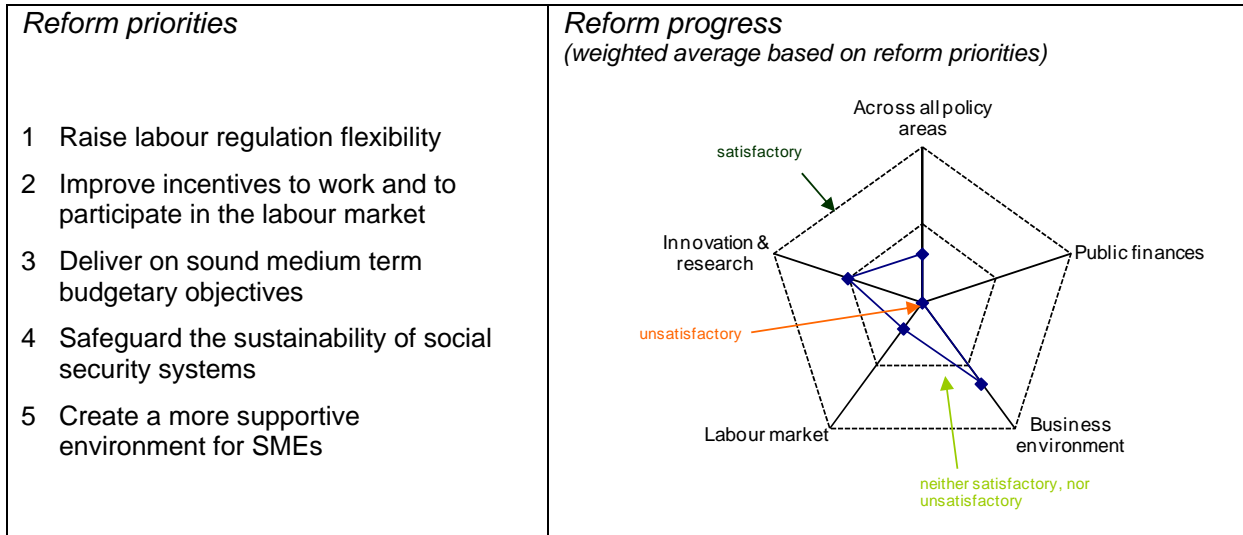 Reform priorities
1 Raise labour regulation flexibility
2 Improve incentives to work and to
participate in the labour market
3 Deliver on sound medium term
budgetary objectives
4 Safeguard the sustainability of social
security systems
5 Create a more supportive
environment for SMEs
Reform progress
(weighted average based on reform priorities)
Across all policy
areas
satisfactory
Innovation &
research
Public finances
unsatisfactory
Labour market
Business
environment
neither satisfactory, nor
unsatisfactory